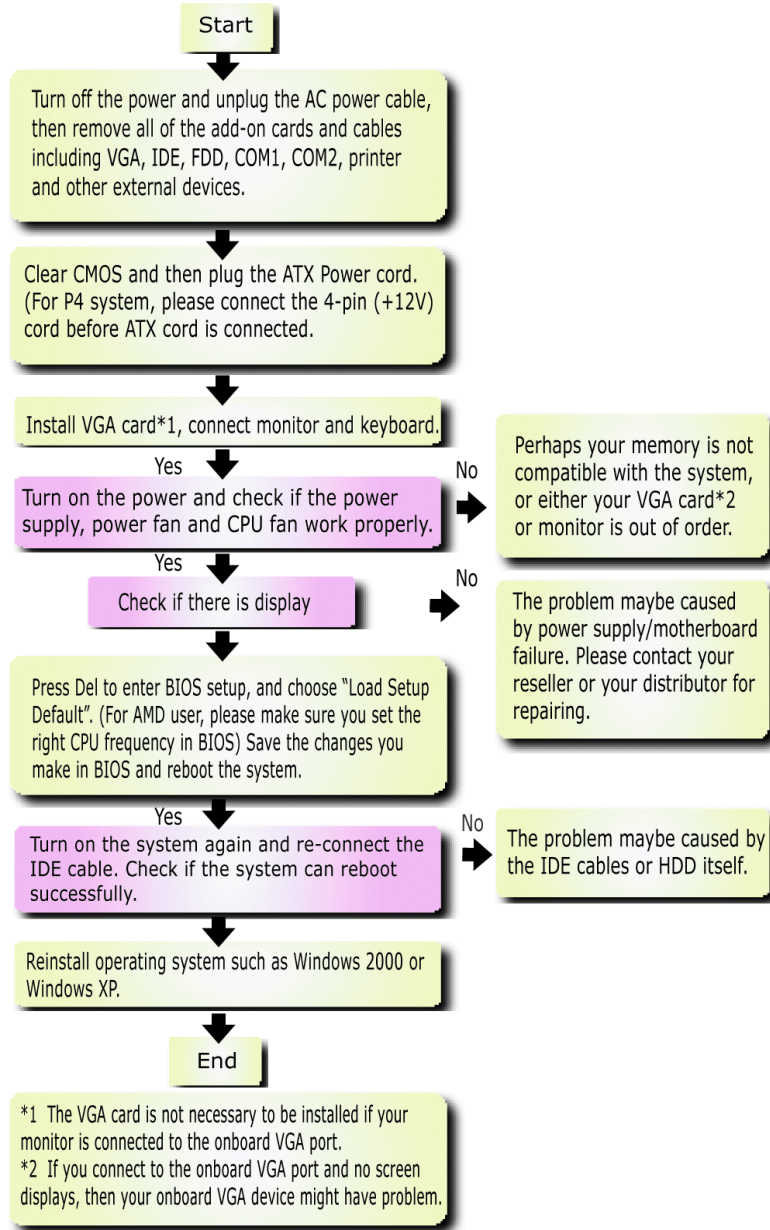 Start
Turn off the power and unplug the AC power cable,
then remove all of the add-on cards and cables
including VGA, IDE, FDD, COM1, COM2, printer
and other external devices.
Clear CMOS and then plug the ATX Power cord.
(For P4 system, please connect the 4-pin (+12V)
cord before ATX cord is connected.
Install VGA card*1, connect monitor and keyboard.
Yes
No
Turn on the power and check if the power
supply, power fan and CPU fan work properly.
Perhaps your memory is not
compatible with the system,
or either your VGA card*2
or monitor is out of order.
Yes
No
Check if there is display
The problem maybe caused
by power supply/motherboard
failure. Please contact your
reseller or your distributor for
repairing.
Press Del to enter BIOS setup, and choose “Load Setup
Default”. (For AMD user, please make sure you set the
right CPU frequency in BIOS) Save the changes you
make in BIOS and reboot the system.
Yes
No
Turn on the system again and re-connect the
IDE cable. Check if the system can reboot
successfully.
The problem maybe caused by
the IDE cables or HDD itself.
Reinstall operating system such as Windows 2000 or
Windows XP.
End
*1 The VGA card is not necessary to be installed if your
monitor is connected to the onboard VGA port.
*2 If you connect to the onboard VGA port and no screen
displays, then your onboard VGA device might have problem.